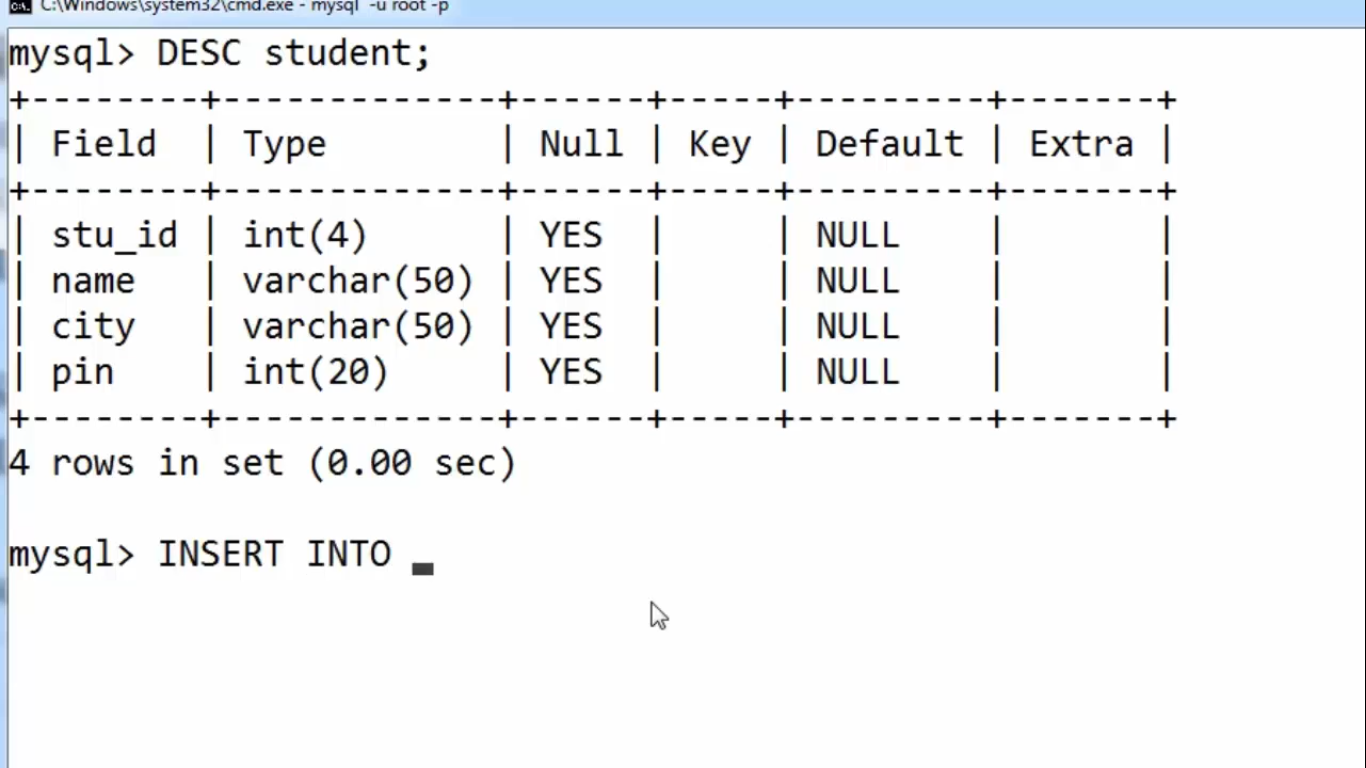 C:\Windows\system32\cmd.exe - mysql -u root -p
mysql> DESC student;
+--------+-------------+------+-----+---------+-------+
| Field  | Type        | Null | Key | Default | Extra |
+--------+-------------+------+-----+---------+-------+
| stu_id | int(4)      | YES  |     | NULL    |       |
| name   | varchar(50) | YES  |     | NULL    |       |
| city   | varchar(50) | YES  |     | NULL    |       |
| pin    | int(20)     | YES  |     | NULL    |       |
+--------+-------------+------+-----+---------+-------+
4 rows in set (0.00 sec)
mysql> INSERT INTO